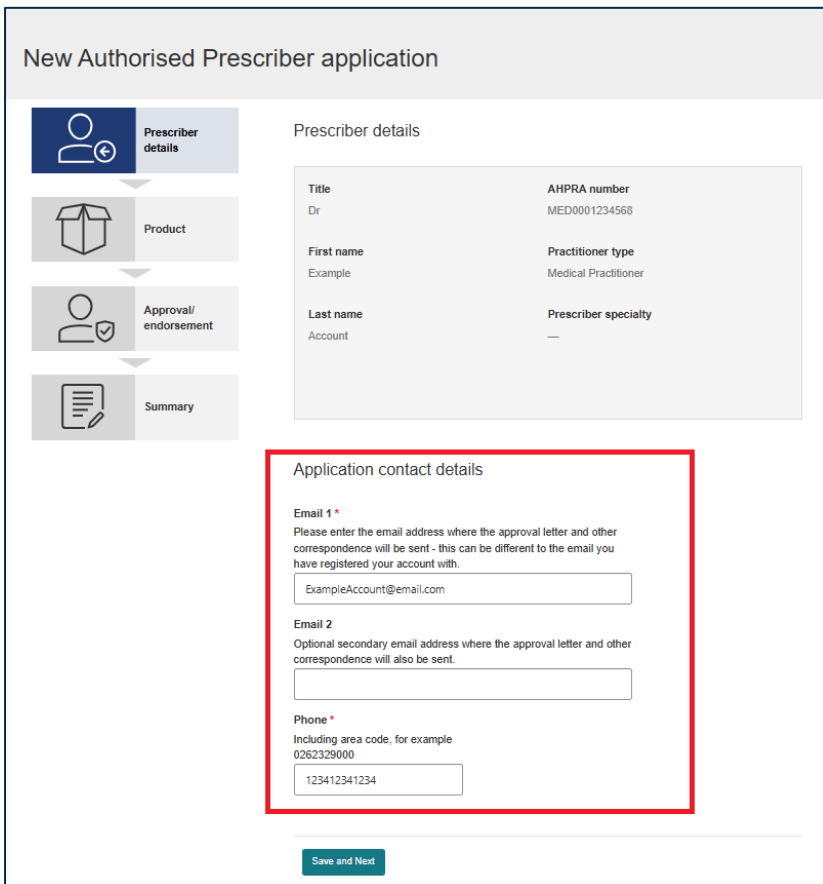 New Authorised Prescriber application
Prescriber
details
Product
Approval/
endorsement
Summary
Prescriber details
Title
AHPRA number
Dr
MED0001234568
First name
Practitioner type
Example
Medical Practitioner
Last name
Prescriber specialty
Account
—
Application contact details
Email 1 *
Please enter the email address where the approval letter and other
correspondence will be sent - this can be different to the email you
have registered your account with.
ExampleAccount@email.com
Email 2
Optional secondary email address where the approval letter and other
correspondence will also be sent.
Phone *
Including area code, for example
0262329000
123412341234
Save and Next